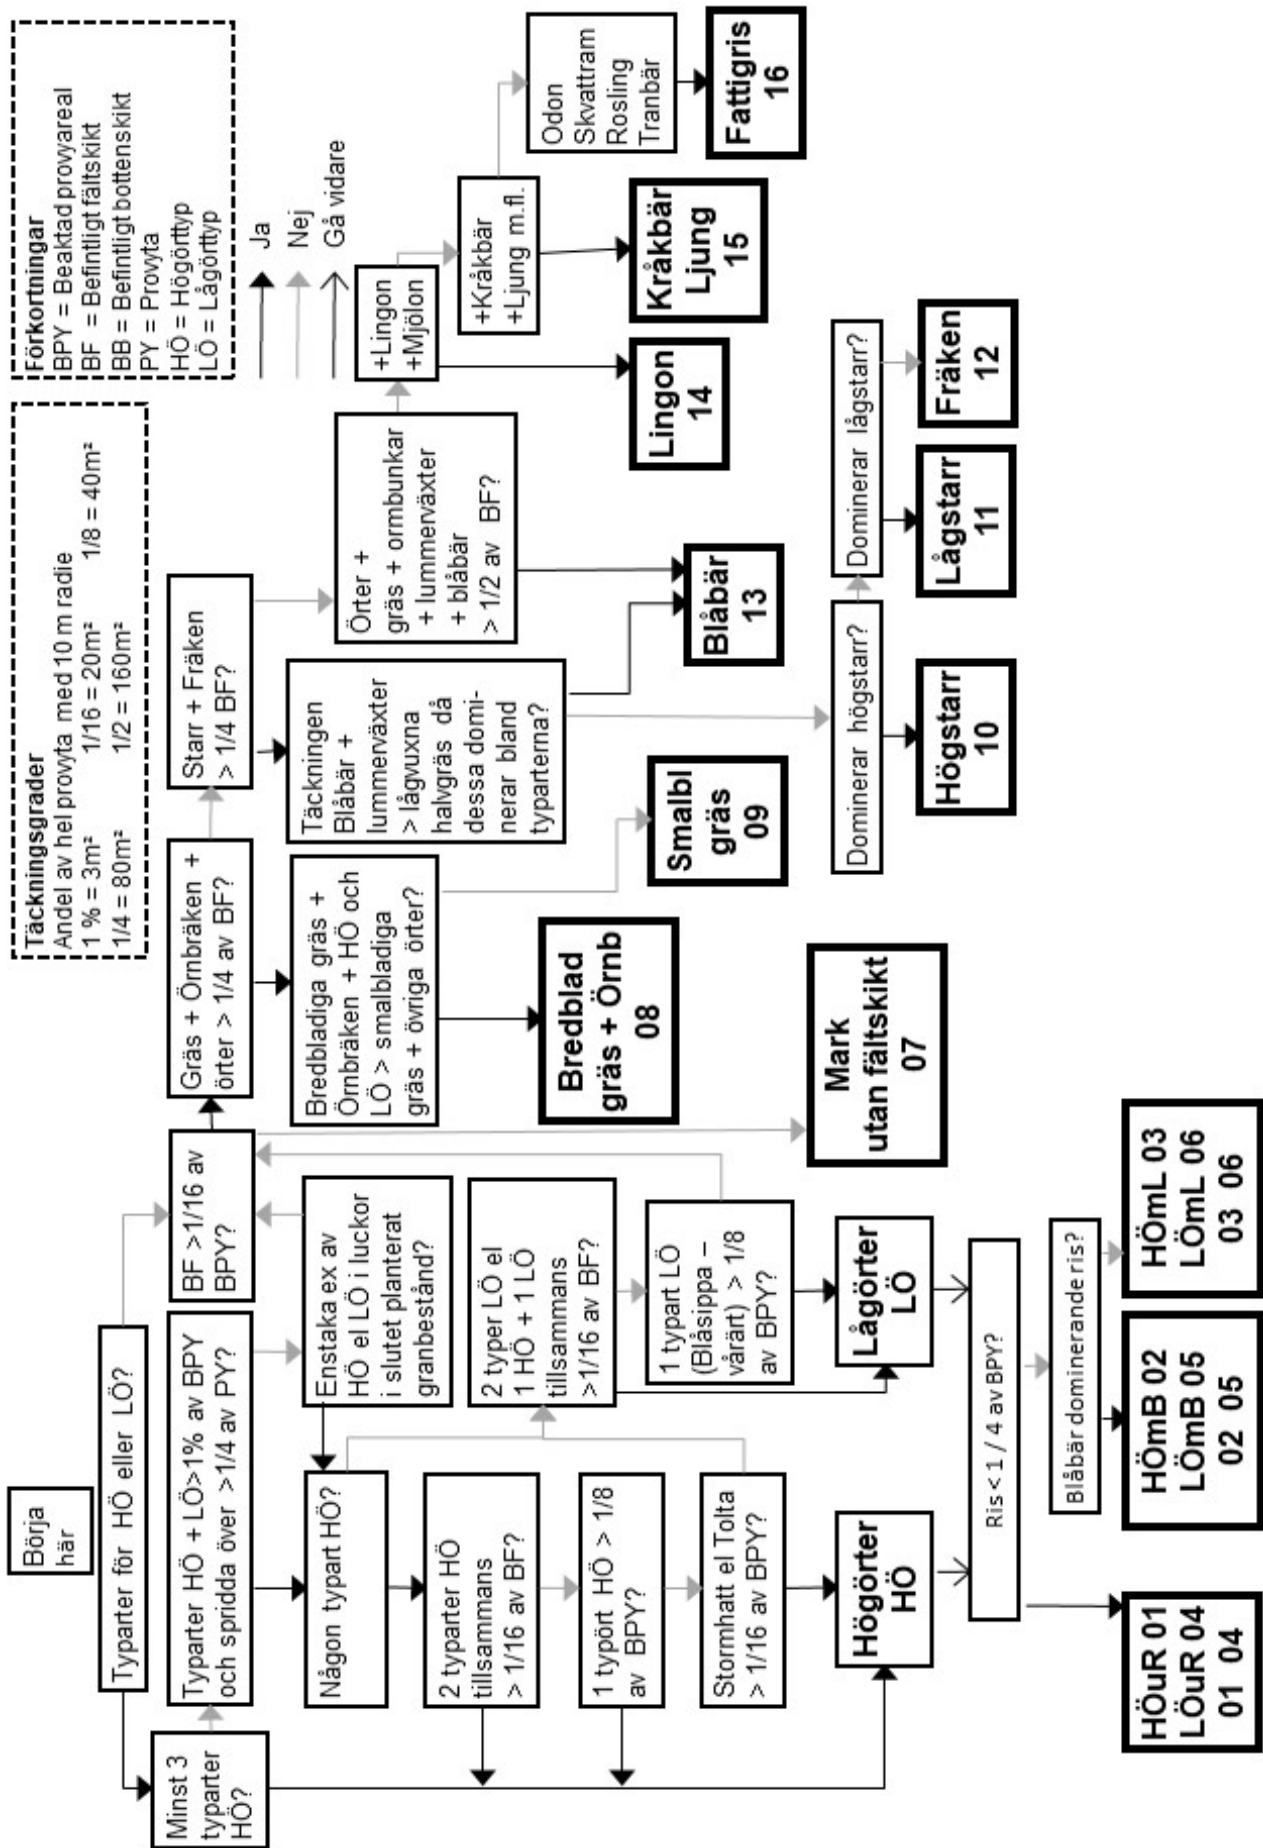 Börja
här
Täckningsgrader
Andel av hel provyta med 10 m radie
1 % = 3m²
1/16 = 20m²
1/8 = 40m²
1/4 = 80m²
1/2 = 160m²
Förkortningar
BPY = Beaktad provyareal
BF = Befintligt fältskikt
BB = Befintligt bottenskikt
PY = Provyta
HÖ = Högörttyp
LÖ = Lågörttyp
Ja
Nej
Gå vidare
Typarter för HÖ eller LÖ?
Minst 3
typarter
HÖ?
Typarter HÖ + LÖ>1% av BPY
och spridda över >1/4 av PY?
BF >1/16 av
BPY?
Gräs + Örnbräken +
örter > 1/4 av BF?
Starr + Fräken
> 1/4 BF?
Någon typart HÖ?
Enstaka ex av
HÖ el LÖ i luckor
i slutet planterat
granbestånd?
Bredbladiga gräs +
Örnbräken + HÖ och
LÖ > smalbladiga
gräs + övriga örter?
Täckningen
Blåbär +
lummerväxter
> lågvuxna
halvgräs då
dessa domi-
nerar bland
typarterna?
Örter +
gräs + ormbunkar
+ lummerväxter
+ blåbär
> 1/2 av BF?
+Lingon
+Mjölon
+Kråkbär
+Ljung m.fl.
Odon
Skvattram
Rosling
Tranbär
2 typarter HÖ
tillsammans
> 1/16 av BF?
2 typer LÖ el
1 HÖ + 1 LÖ
tillsammans
>1/16 av BF?
1 typört HÖ > 1/8
av BPY?
1 typart LÖ
(Blåsippa –
vårärt) > 1/8
av BPY?
Stormhatt el Tolta
> 1/16 av BPY?
Bredblad
gräs + Örnb
08
Smalbl
gräs
09
Blåbär
13
Lingon
14
Kråkbär
Ljung
15
Fattigris
16
Högörter
HÖ
Lågörter
LÖ
Mark
utan fältskikt
07
Dominerar högstarr?
Dominerar lågstarr?
Högstarr
10
Lågstarr
11
Fräken
12
Ris < 1 / 4 av BPY?
Blåbär dominerande ris?
HÖuR 01
LÖuR 04
01 04
HÖmB 02
LÖmB 05
02 05
HÖmL 03
LÖmL 06
03 06